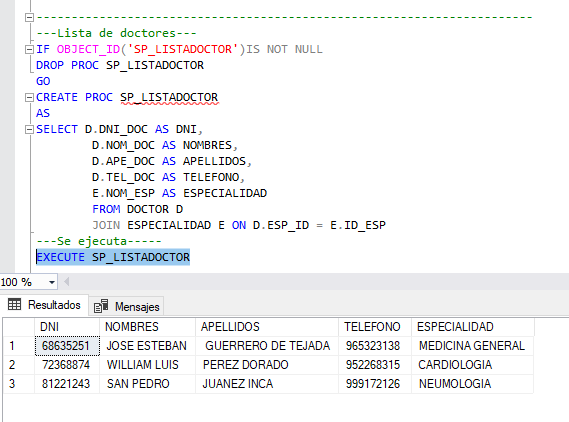 ------------------------------------------------------------
---Lista de doctores---
IF OBJECT_ID('SP_LISTADOCTOR')IS NOT NULL
DROP PROC SP_LISTADOCTOR
GO
CREATE PROC SP_LISTADOCTOR
AS
SELECT D.DNI_DOC AS DNI,
D.NOM_DOC AS NOMBRES,
D.APE_DOC AS APELLIDOS,
D.TEL_DOC AS TELEFONO,
E.NOM_ESP AS ESPECIALIDAD
FROM DOCTOR D
JOIN ESPECIALIDAD E ON D.ESP_ID = E.ID_ESP
---Se ejecuta-----
EXECUTE SP_LISTADOCTOR
100 %
Resultados Mensajes
DNI NOMBRES APELLIDOS TELEFONO ESPECIALIDAD
1 68635251 JOSE ESTEBAN GUERRERO DE TEJADA 965323138 MEDICINA GENERAL
2 72368874 WILLIAM LUIS PEREZ DORADO 952268315 CARDIOLOGIA
3 81221243 SAN PEDRO JUANEZ INCA 999172126 NEUMOLOGIA